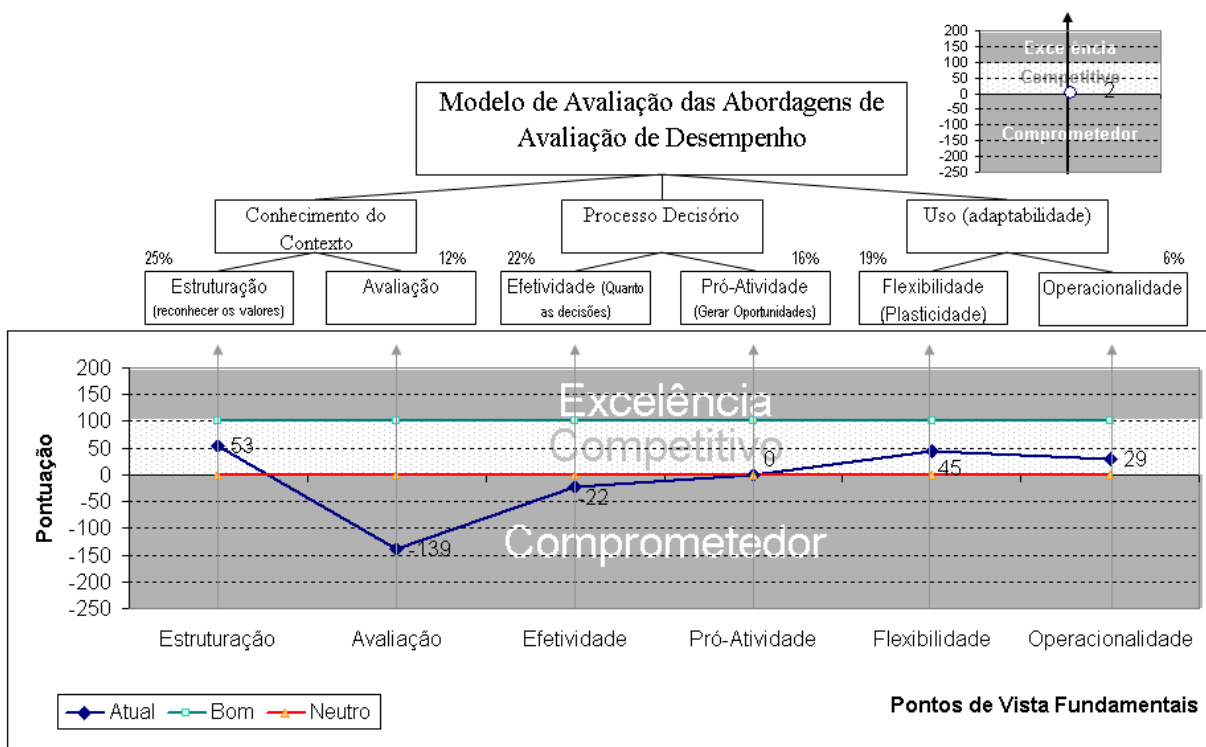 200
150
100
50
0
-50
-100
-150
-200
-250
Excelência
Competitivo
2
Comprometedor
Modelo de Avaliação das Abordagens de
Avaliação de Desempenho
Conhecimento do
Contexto
Processo Decisório
Uso (adaptabilidade)
25%
12%
22%
16%
19%
6%
Estruturação
(reconhecer os valores)
Avaliação
Efetividade (Quanto
as decisões)
Pró-Atividade
(Gerar Oportunidades)
Flexibilidade
(Plasticidade)
Operacionalidade
Pontuação
200
150
100
50
0
-50
-100
-150
-200
-250
Excelência
Competitivo
Comprometedor
53
-139
-22
0
45
29
Estruturação
Avaliação
Efetividade
Pró-Atividade
Flexibilidade
Operacionalidade
Atual
Bom
Neutro
Pontos de Vista Fundamentais